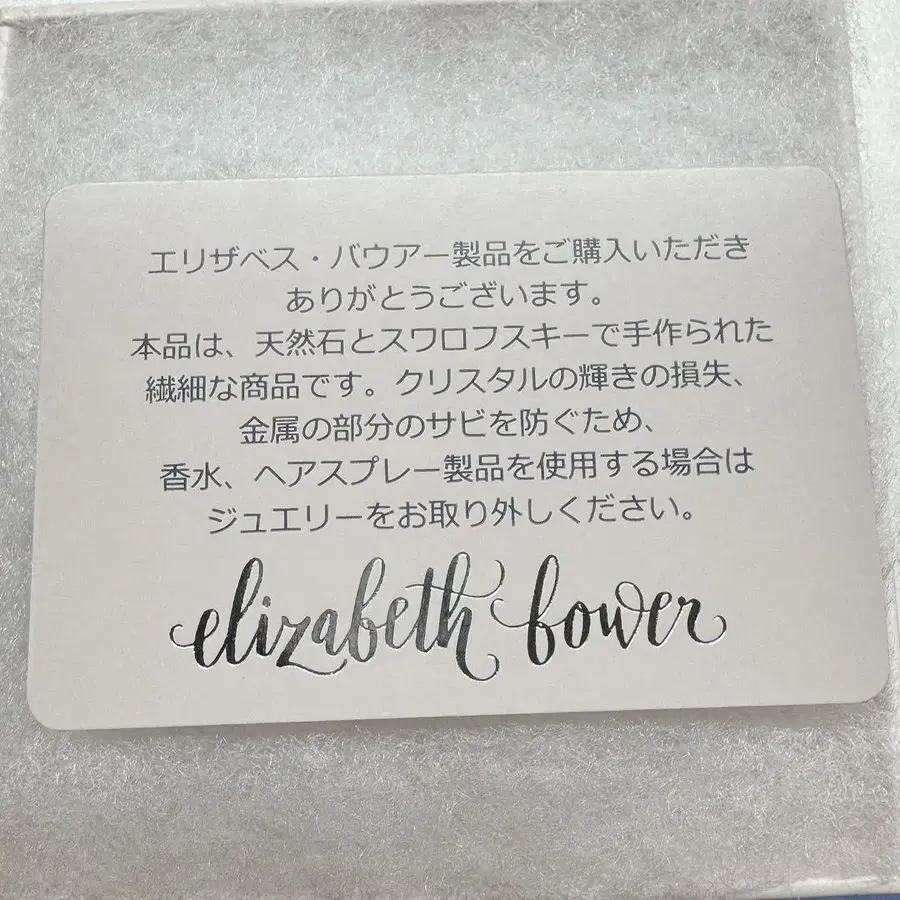 エリザベス・バウアー製品をご購入いただき
ありがとうございます。
本品は、天然石とスワロフスキーで手作られた
繊細な商品です。クリスタルの輝きの損失、
金属の部分のサビを防ぐため、
香水、ヘアスプレー製品を使用する場合は
ジュエリーをお取り外しください。
elizabeth bower